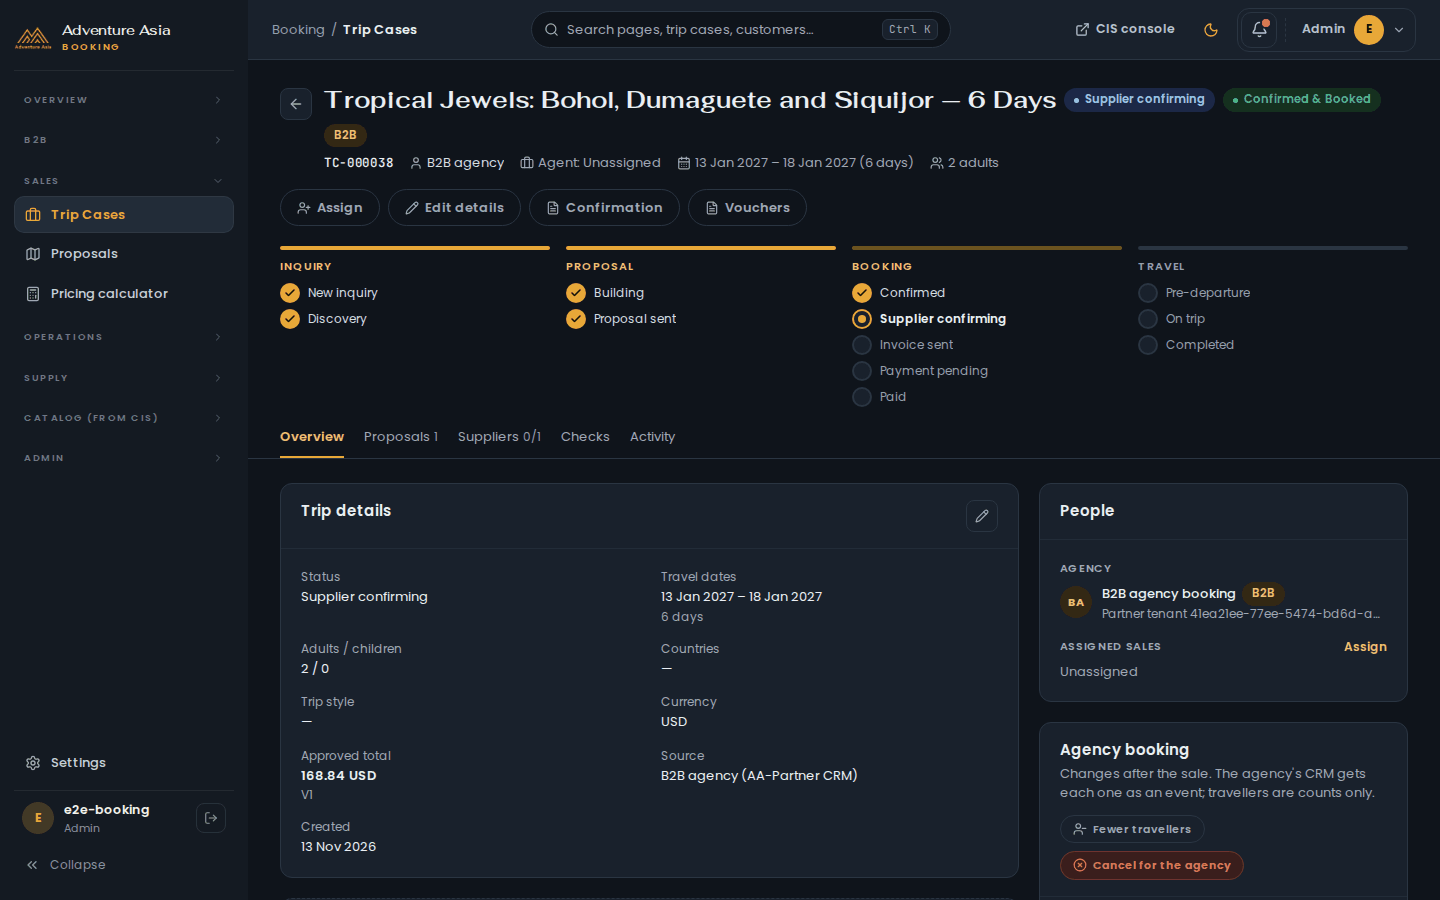 Adventure Asia
BOOKING
Adventure Asia
OVERVIEW
B2B
SALES
Trip Cases
Proposals
Pricing calculator
OPERATIONS
SUPPLY
CATALOG (FROM CIS)
ADMIN
Settings
E
e2e-booking
Admin
Collapse
Booking / Trip Cases
Search pages, trip cases, customers…
Ctrl K
CIS console
Admin
E
Tropical Jewels: Bohol, Dumaguete and Siquijor — 6 Days
Supplier confirming
Confirmed & Booked
B2B
TC-000038
B2B agency
Agent: Unassigned
13 Jan 2027 – 18 Jan 2027 (6 days)
2 adults
Assign
Edit details
Confirmation
Vouchers
INQUIRY
New inquiry
Discovery
PROPOSAL
Building
Proposal sent
BOOKING
Confirmed
Supplier confirming
Invoice sent
Payment pending
Paid
TRAVEL
Pre-departure
On trip
Completed
Overview
Proposals 1
Suppliers 0/1
Checks
Activity
Trip details
Status
Supplier confirming
Travel dates
13 Jan 2027 – 18 Jan 2027
6 days
Adults / children
2 / 0
Countries
—
Trip style
—
Currency
USD
Approved total
168.84 USD
V1
Source
B2B agency (AA-Partner CRM)
Created
13 Nov 2026
People
AGENCY
BA
B2B agency booking
B2B
Partner tenant 41ea21ee-77ee-5474-bd6d-a…
ASSIGNED SALES
Assign
Unassigned
Agency booking
Changes after the sale. The agency's CRM gets
each one as an event; travellers are counts only.
Fewer travellers
Cancel for the agency